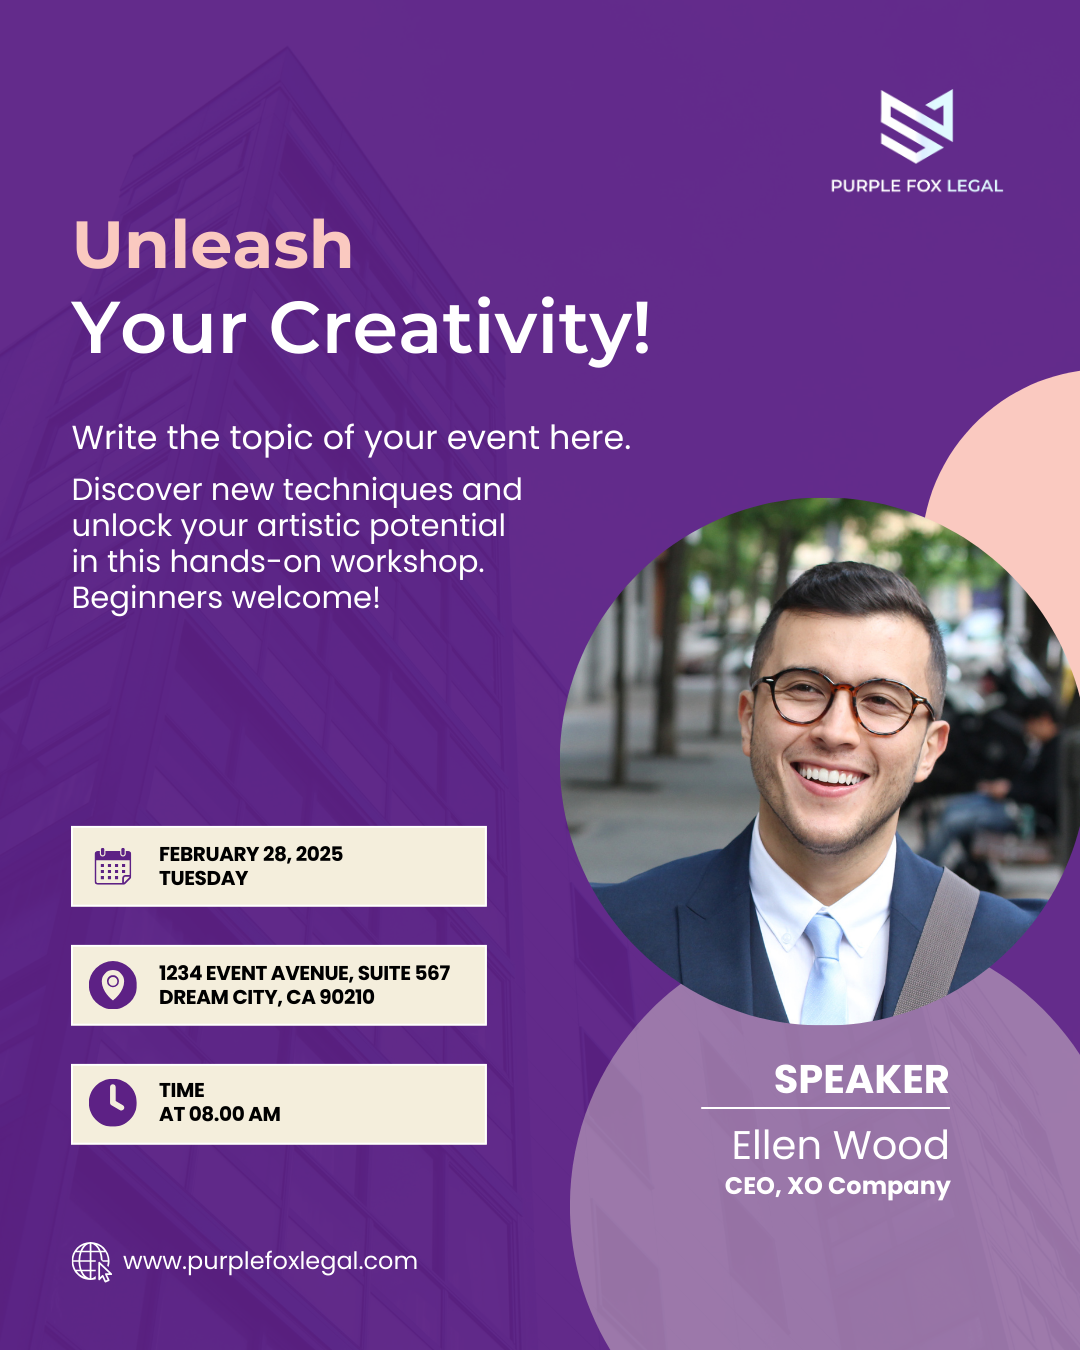 PURPLE FOX LEGAL
Unleash
Your Creativity!
Write the topic of your event here.
Discover new techniques and
unlock your artistic potential
in this hands-on workshop.
Beginners welcome!
FEBRUARY 28, 2025
TUESDAY
1234 EVENT AVENUE, SUITE 567
DREAM CITY, CA 90210
TIME
AT 08.00 AM
SPEAKER
Ellen Wood
CEO, XO Company
www.purplefoxlegal.com